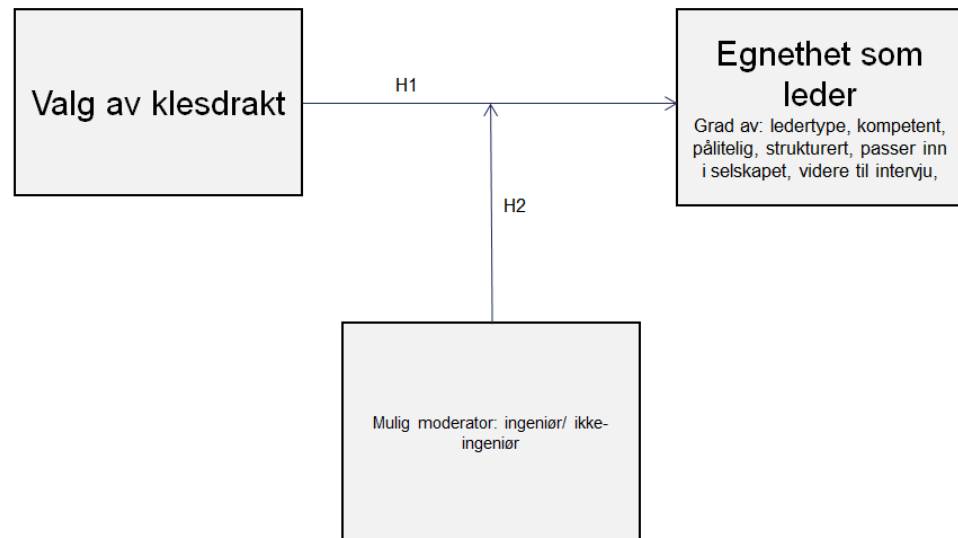 Valg av klesdrakt
H1
Egnethet som
leder
Grad av: ledertype, kompetent,
pålitelig, strukturert, passer inn
i selskapet, videre til intervju,
H2
Mulig moderator: ingeniør/ ikke-
ingeniør